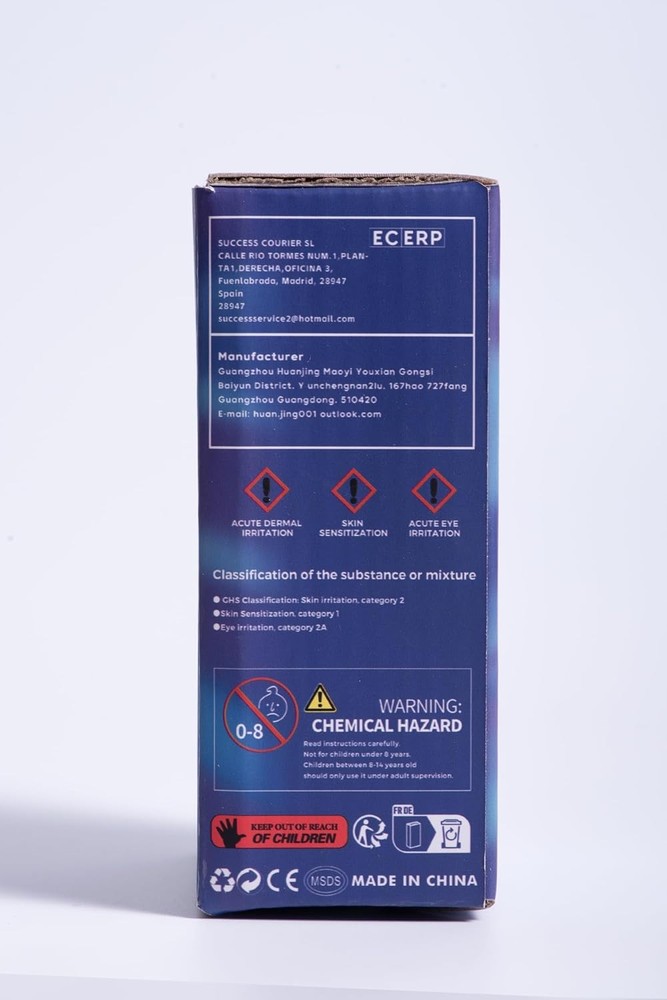 EC ERP
SUCCESS COURIER SL
CALLE RIO TORMES NUM.1,PLAN-
TA1,DERECHA,OFICINA 3,
Fuenlabrada, Madrid, 28947
Spain
28947
successservice2@hotmail.com
Manufacturer
Guangzhou Huanjing Maoyi Youxian Gongsi
Baiyun District. Y unchengnan2lu. 167hao 727fang
Guangzhou Guangdong. 510420
E-mail: huan.jing001 outlook.com
ACUTE DERMAL
IRRITATION
SKIN
SENSITIZATION
ACUTE EYE
IRRITATION
Classification of the substance or mixture
GHS Classification: Skin irritation, category 2
Skin Sensitization, category 1
Eye irritation, category 2A
0-8
WARNING:
CHEMICAL HAZARD
Read instructions carefully.
Not for children under 8 years.
Children between 8-14 years old
should only use it under adult supervision.
KEEP OUT OF REACH
OF CHILDREN
FR DE
CE
MSDS
MADE IN CHINA